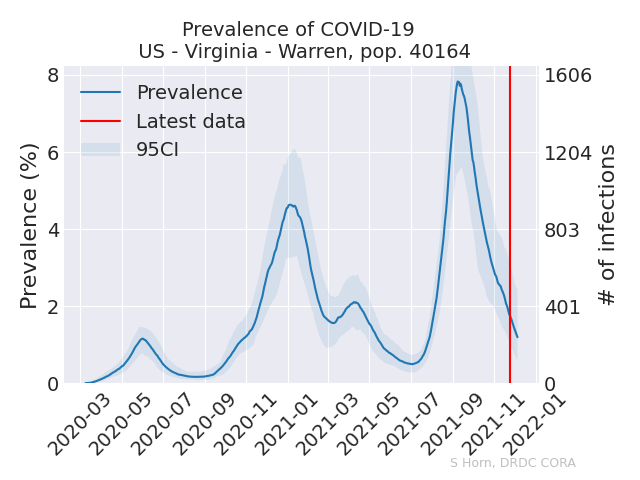 Prevalence of COVID-19
US - Virginia - Warren, pop. 40164
Prevalence
Latest data
95CI
Prevalence (%)
8
6
4
2
0
1606
1204
803
401
0
# of infections
2020-03
2020-05
2020-07
2020-09
2020-11
2021-01
2021-03
2021-05
2021-07
2021-09
2021-11
2022-01
S Horn, DRDC CORA